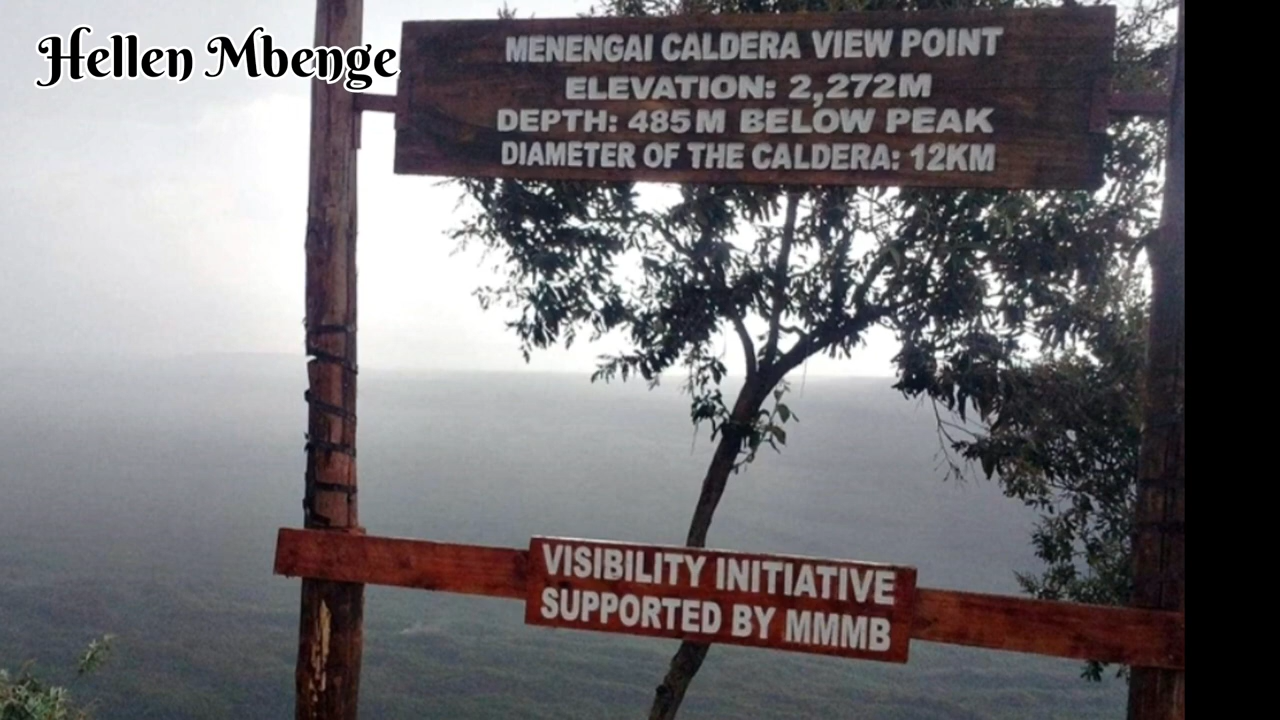 Hellen Mbenge
MENENGAI CALDERA VIEW POINT
ELEVATION: 2,272M
DEPTH: 485M BELOW PEAK
DIAMETER OF THE CALDERA: 12KM
VISIBILITY INITIATIVE
SUPPORTED BY MMMB